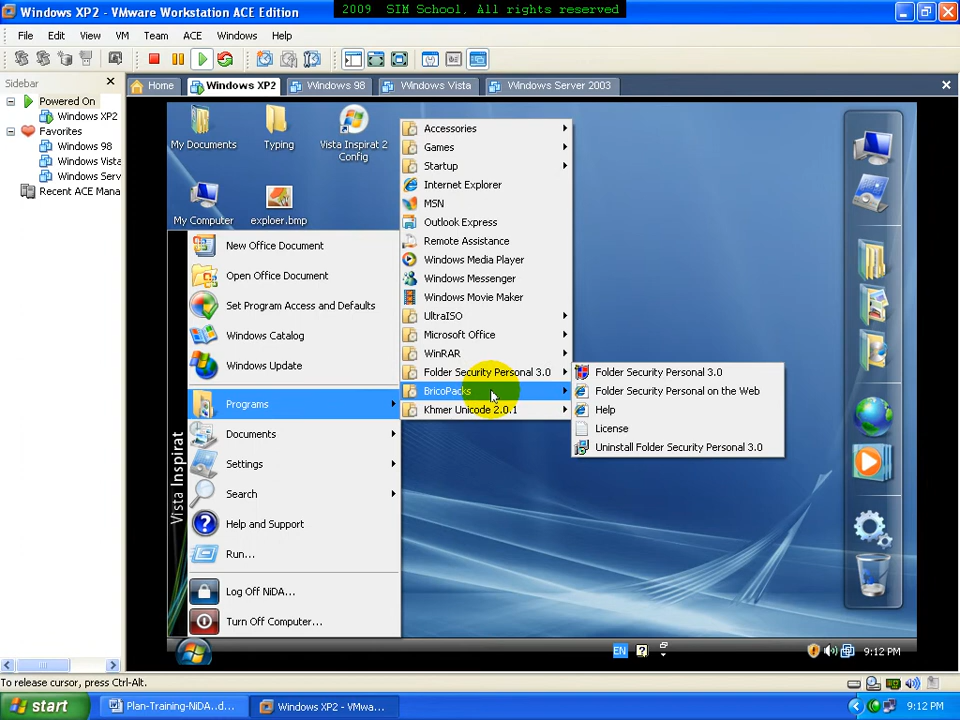 Windows XP2 - VMware Workstation ACE Edition
2009 SIM School, All rights reserved
File Edit View VM Team ACE Windows Help
Sidebar
Powered On
Windows XP2
Favorites
Windows 98
Windows Vista
Windows Serv
Recent ACE Mana
Home
Windows XP2
Windows 98
Windows Vista
Windows Server 2003
My Documents
Typing
Vista Inspirat 2
Config
My Computer
exploer.bmp
New Office Document
Open Office Document
Set Program Access and Defaults
Windows Catalog
Windows Update
Programs
Documents
Settings
Search
Help and Support
Run...
Log Off NiDA...
Turn Off Computer...
Vista Inspirat
Accessories
Games
Startup
Internet Explorer
MSN
Outlook Express
Remote Assistance
Windows Media Player
Windows Messenger
Windows Movie Maker
UltraISO
Microsoft Office
WinRAR
Folder Security Personal 3.0
BricoPacks
Khmer Unicode 2.0.1
Folder Security Personal 3.0
Folder Security Personal on the Web
Help
License
Uninstall Folder Security Personal 3.0
EN
9:12 PM
To release cursor, press Ctrl-Alt.
start
Plan-Training-NiDA..d...
Windows XP2 - VMwa...
9:12 PM